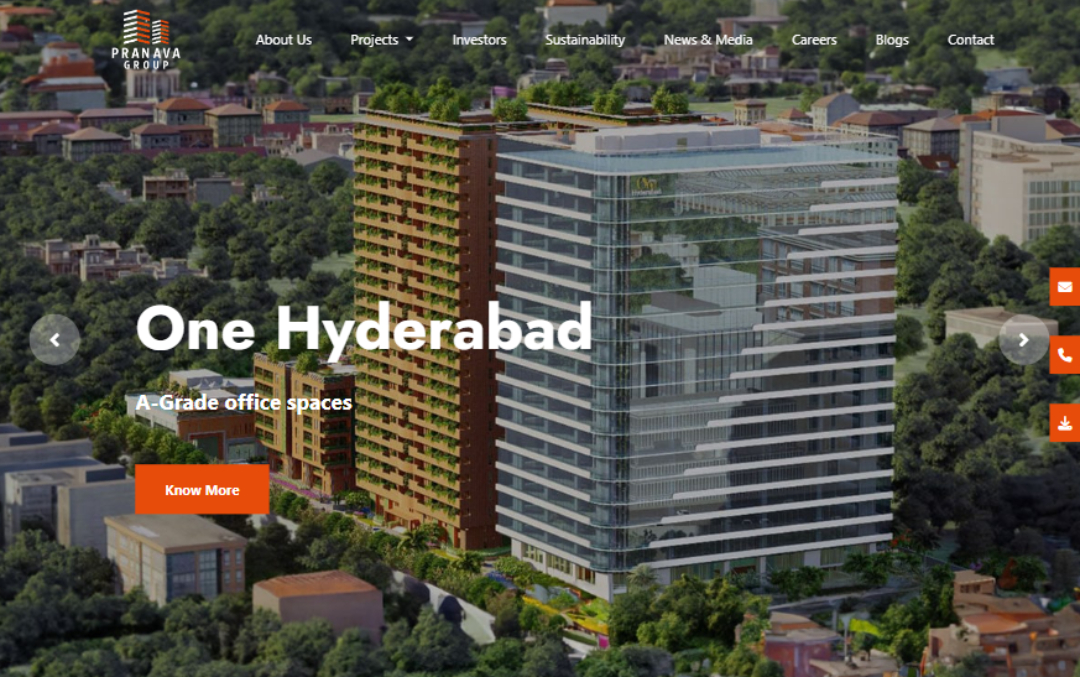 PRANAVA
GROUP
About Us Projects Investors Sustainability News & Media Careers Blogs Contact
One Hyderabad
A-Grade office spaces
Know More